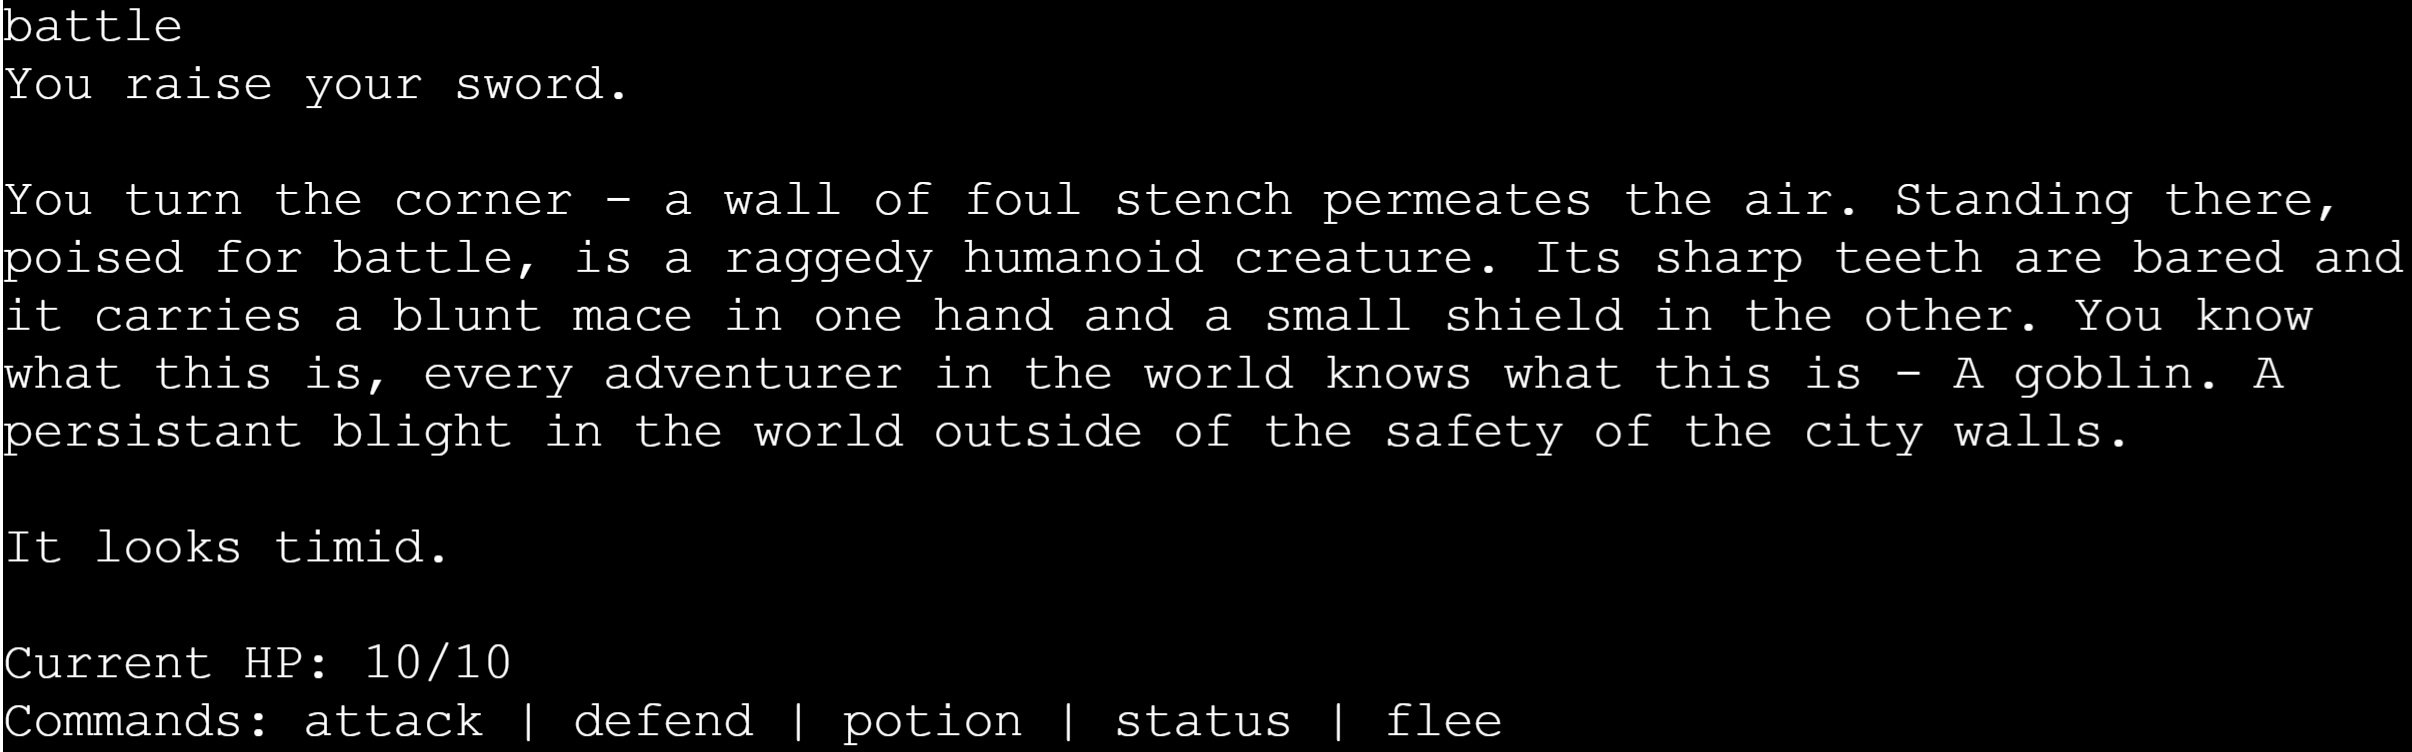 battle
You raise your sword.
You turn the corner - a wall of foul stench permeates the air. Standing there,
poised for battle, is a raggedy humanoid creature. Its sharp teeth are bared and
it carries a blunt mace in one hand and a small shield in the other. You know
what this is, every adventurer in the world knows what this is - A goblin. A
persistant blight in the world outside of the safety of the city walls.
It looks timid.
Current HP: 10/10
Commands: attack | defend | potion | status | flee